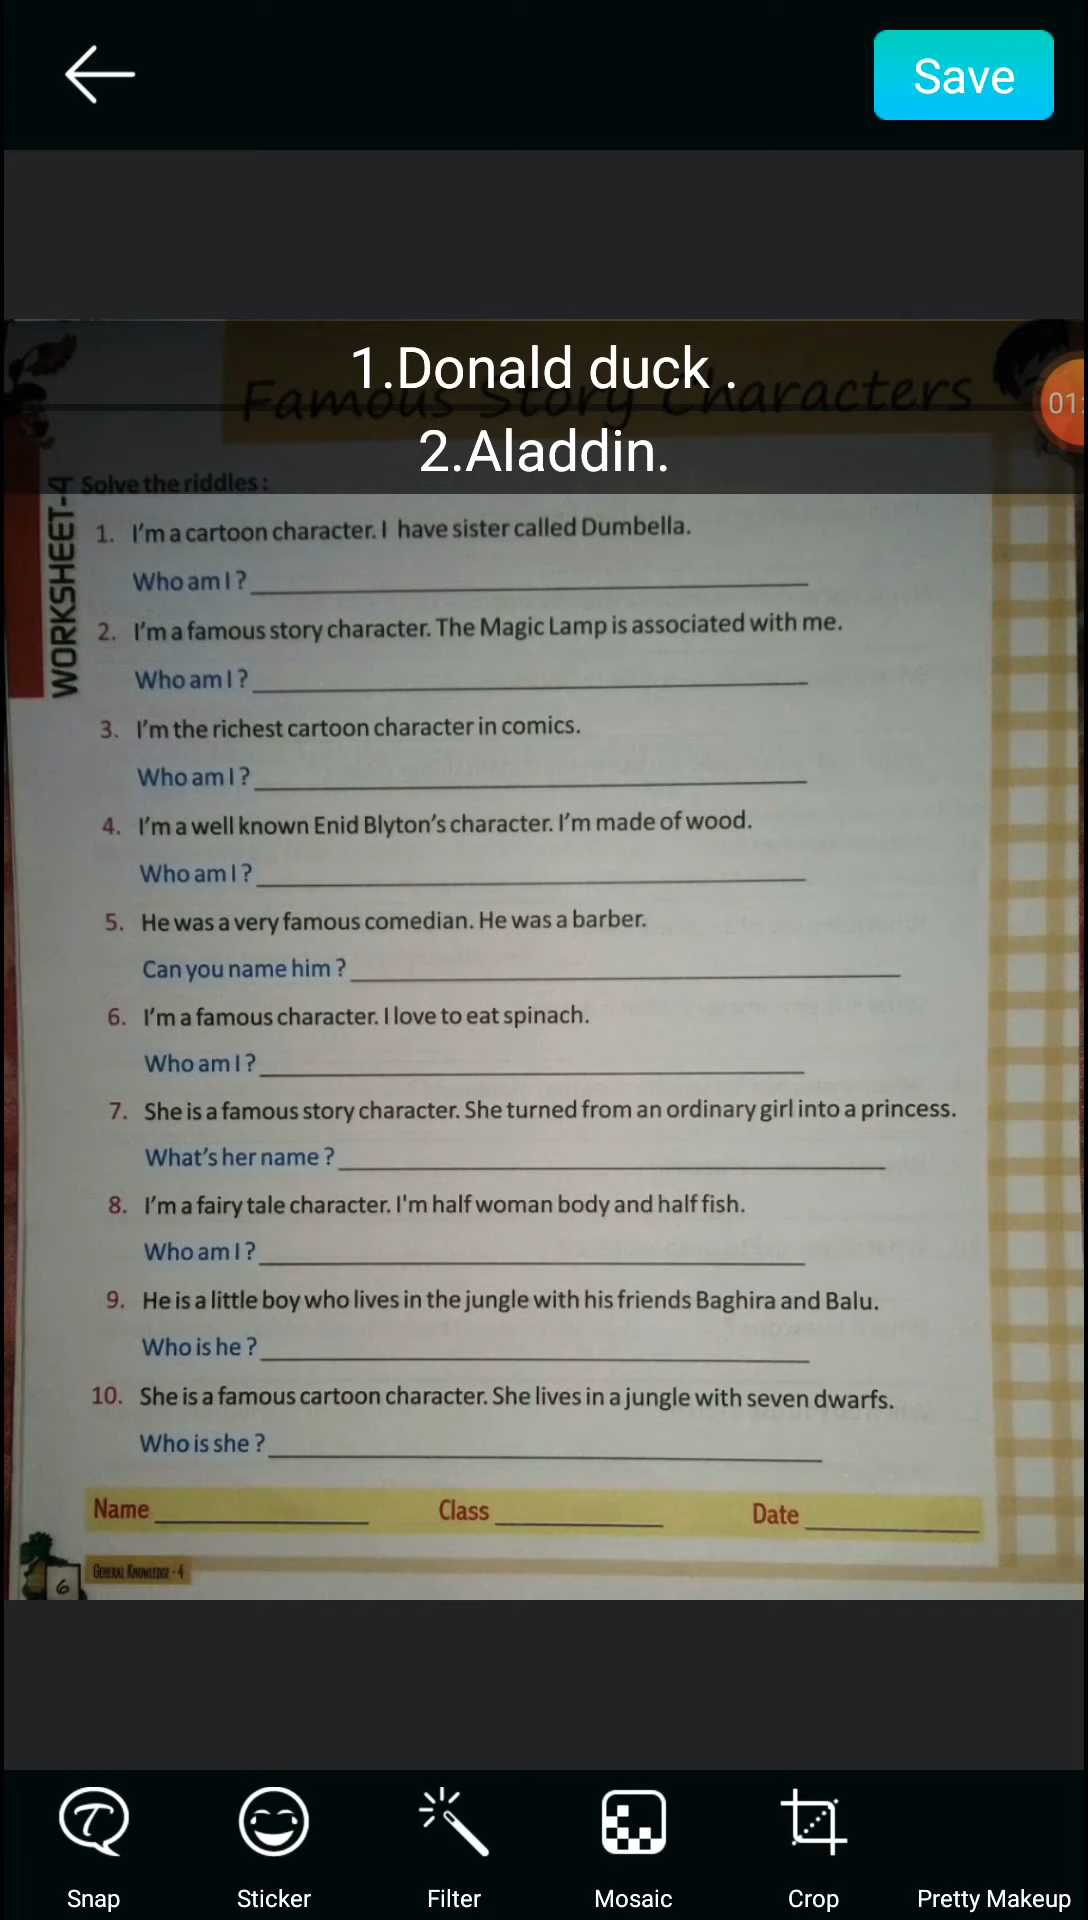 Save
1.Donald duck .
Famous Story Characters
01:
2.Aladdin.
WORKSHEET-4
Solve the riddles :
1. I'm a cartoon character. I have sister called Dumbella.
Who am I ?
2. I'm a famous story character. The Magic Lamp is associated with me.
Who am I ?
3. I'm the richest cartoon character in comics.
Who am I ?
4. I'm a well known Enid Blyton's character. I'm made of wood.
Who am I ?
5. He was a very famous comedian. He was a barber.
Can you name him ?
6. I'm a famous character. I love to eat spinach.
Who am I ?
7. She is a famous story character. She turned from an ordinary girl into a princess.
What's her name ?
8. I'm a fairy tale character. I'm half woman body and half fish.
Who am I ?
9. He is a little boy who lives in the jungle with his friends Baghira and Balu.
Who is he ?
10. She is a famous cartoon character. She lives in a jungle with seven dwarfs.
Who is she ?
Name Class Date
GENERAL KNOWLEDGE - 4
6
Snap Sticker Filter Mosaic Crop Pretty Makeup